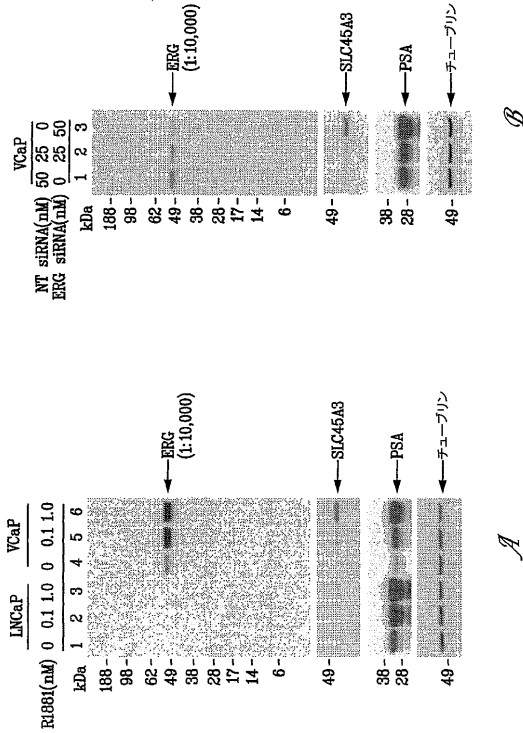 LNCaP VCaP
R1881(nM) 0 0.1 1.0 0 0.1 1.0
1 2 3 4 5 6
kDa
188-
98-
62-
49-
38-
28-
17-
14-
6-
ERG
(1:10,000)
49-
SLC45A3
38-
28-
PSA
49-
チューブリン
A
VCaP
NT siRNA(nM) 50 25 0
ERG siRNA(nM) 0 25 50
1 2 3
kDa
188-
98-
62-
49-
38-
28-
17-
14-
6-
ERG
(1:10,000)
49-
SLC45A3
38-
28-
PSA
49-
チューブリン
B